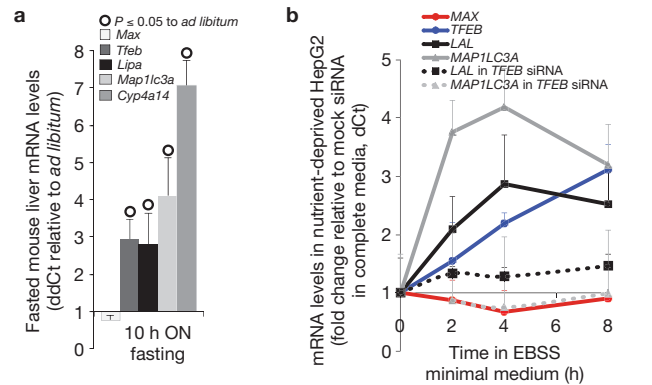 a
Fasted mouse liver mRNA levels
(ddCt relative to ad libitum)
P ≤ 0.05 to ad libitum
Max
Tfeb
Lipa
Map1lc3a
Cyp4a14
8
7
6
5
4
3
2
1
0
10 h ON
fasting
b
mRNA levels in nutrient-deprived HepG2
(fold change relative to mock siRNA
in complete media, dCt)
MAX
TFEB
LAL
MAP1LC3A
LAL in TFEB siRNA
MAP1LC3A in TFEB siRNA
5
4
3
2
1
0
0 2 4 6 8
Time in EBSS
minimal medium (h)